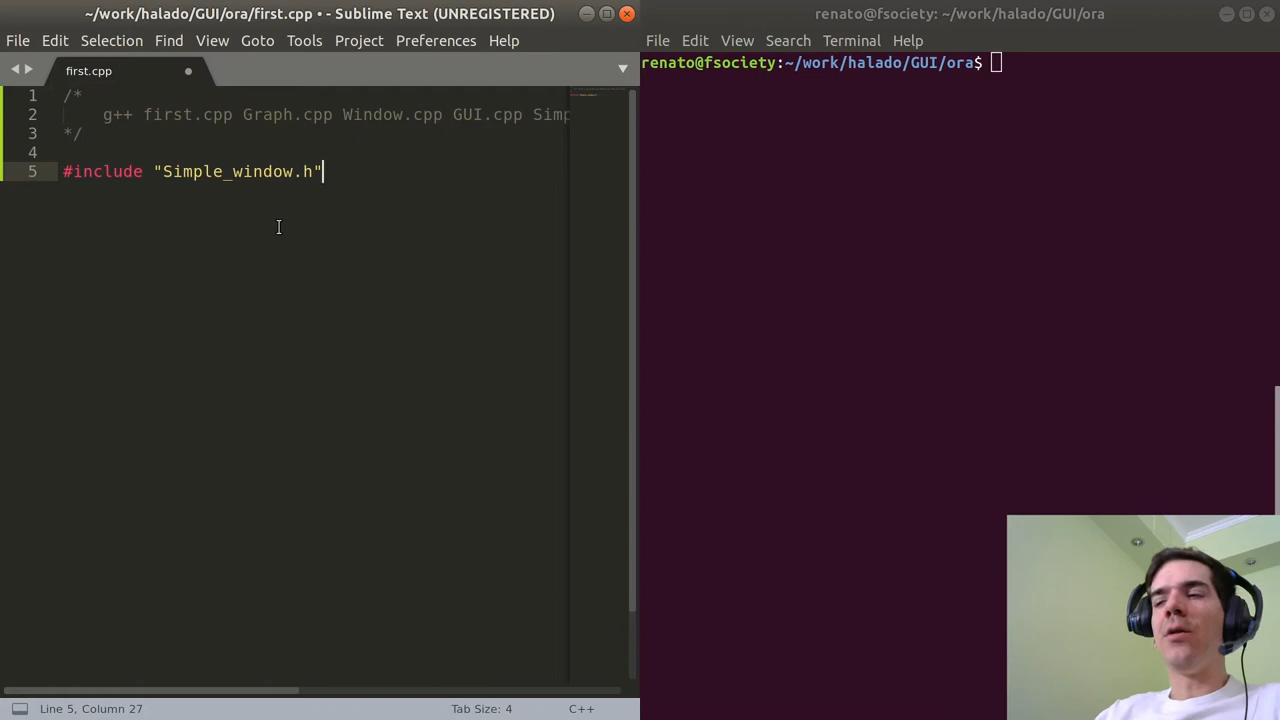 ~/work/halado/GUI/ora/first.cpp • - Sublime Text (UNREGISTERED)
File Edit Selection Find View Goto Tools Project Preferences Help
first.cpp
1 /*
2 g++ first.cpp Graph.cpp Window.cpp GUI.cpp Simp
3 */
4
5 #include "Simple_window.h"
Line 5, Column 27
Tab Size: 4
C++
renato@fsociety: ~/work/halado/GUI/ora
File Edit View Search Terminal Help
renato@fsociety:~/work/halado/GUI/ora$